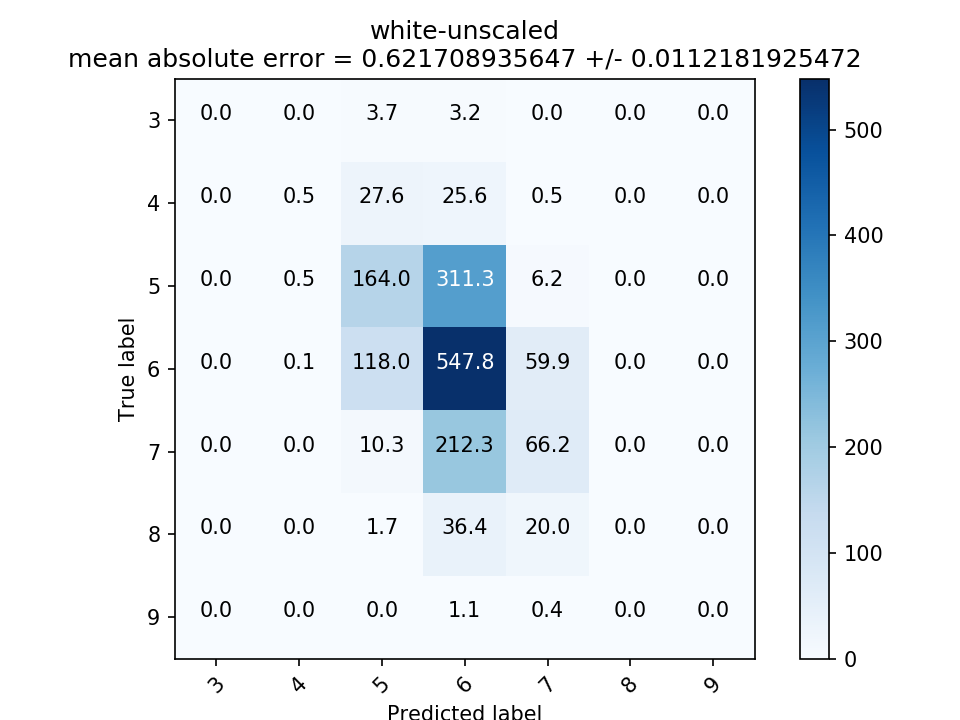 white-unscaled
mean absolute error = 0.621708935647 +/- 0.0112181925472
3 0.0 0.0 3.7 3.2 0.0 0.0 0.0
4 0.0 0.5 27.6 25.6 0.5 0.0 0.0
5 0.0 0.5 164.0 311.3 6.2 0.0 0.0
6 0.0 0.1 118.0 547.8 59.9 0.0 0.0
7 0.0 0.0 10.3 212.3 66.2 0.0 0.0
8 0.0 0.0 1.7 36.4 20.0 0.0 0.0
9 0.0 0.0 0.0 1.1 0.4 0.0 0.0
True label
3 4 5 6 7 8 9
Predicted label
500
400
300
200
100
0